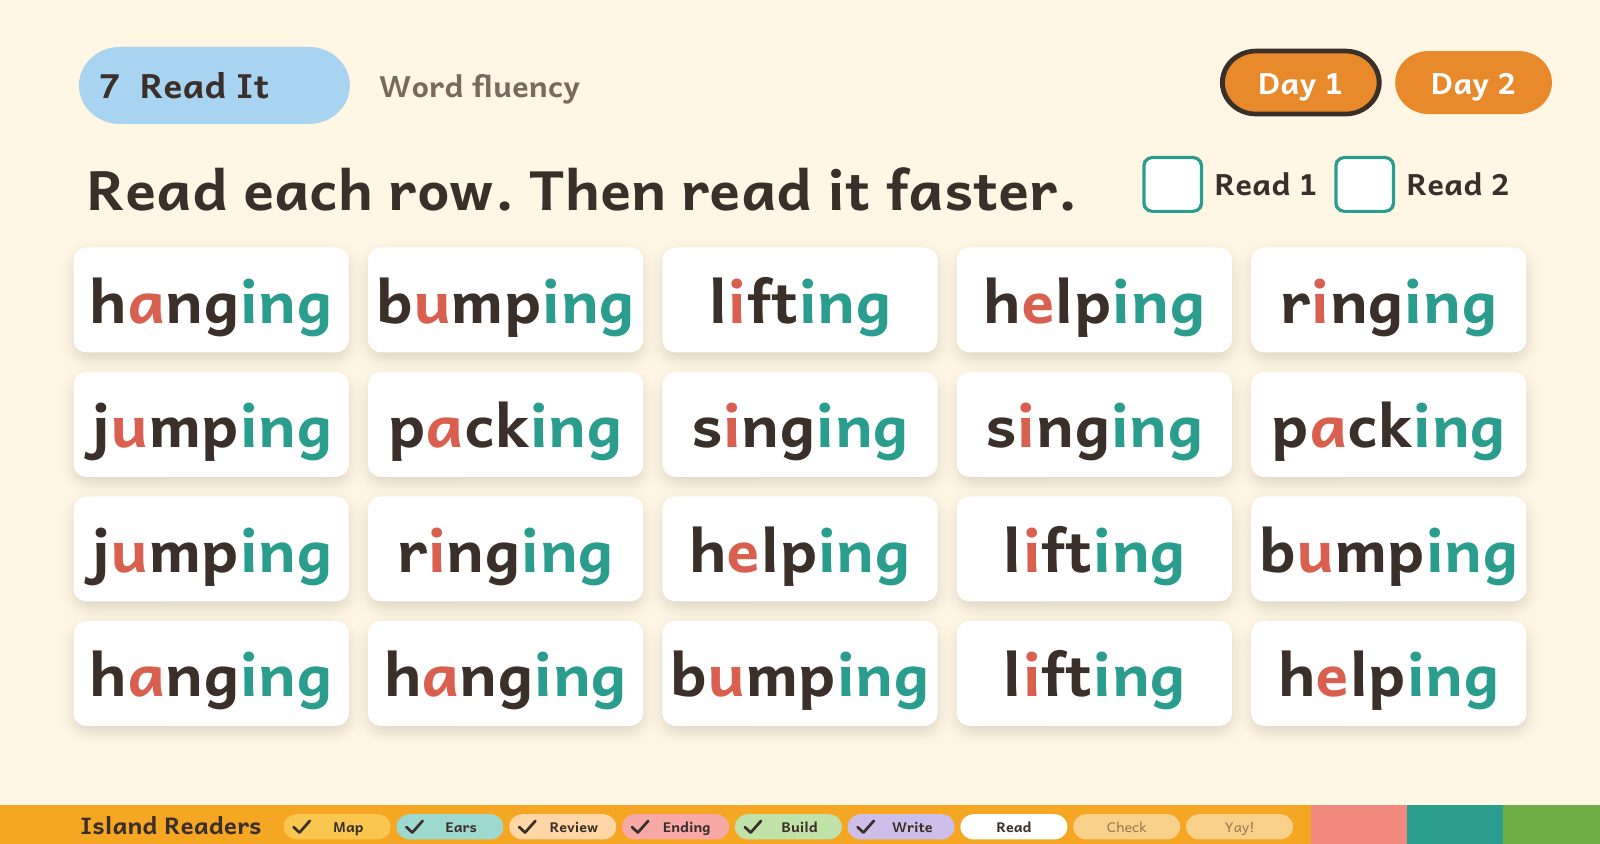 7 Read It Word fluency Day 1 Day 2
Read each row. Then read it faster. Read 1 Read 2
hanging bumping lifting helping ringing
jumping packing singing singing packing
jumping ringing helping lifting bumping
hanging hanging bumping lifting helping
Island Readers Map Ears Review Ending Build Write Read Check Yay!